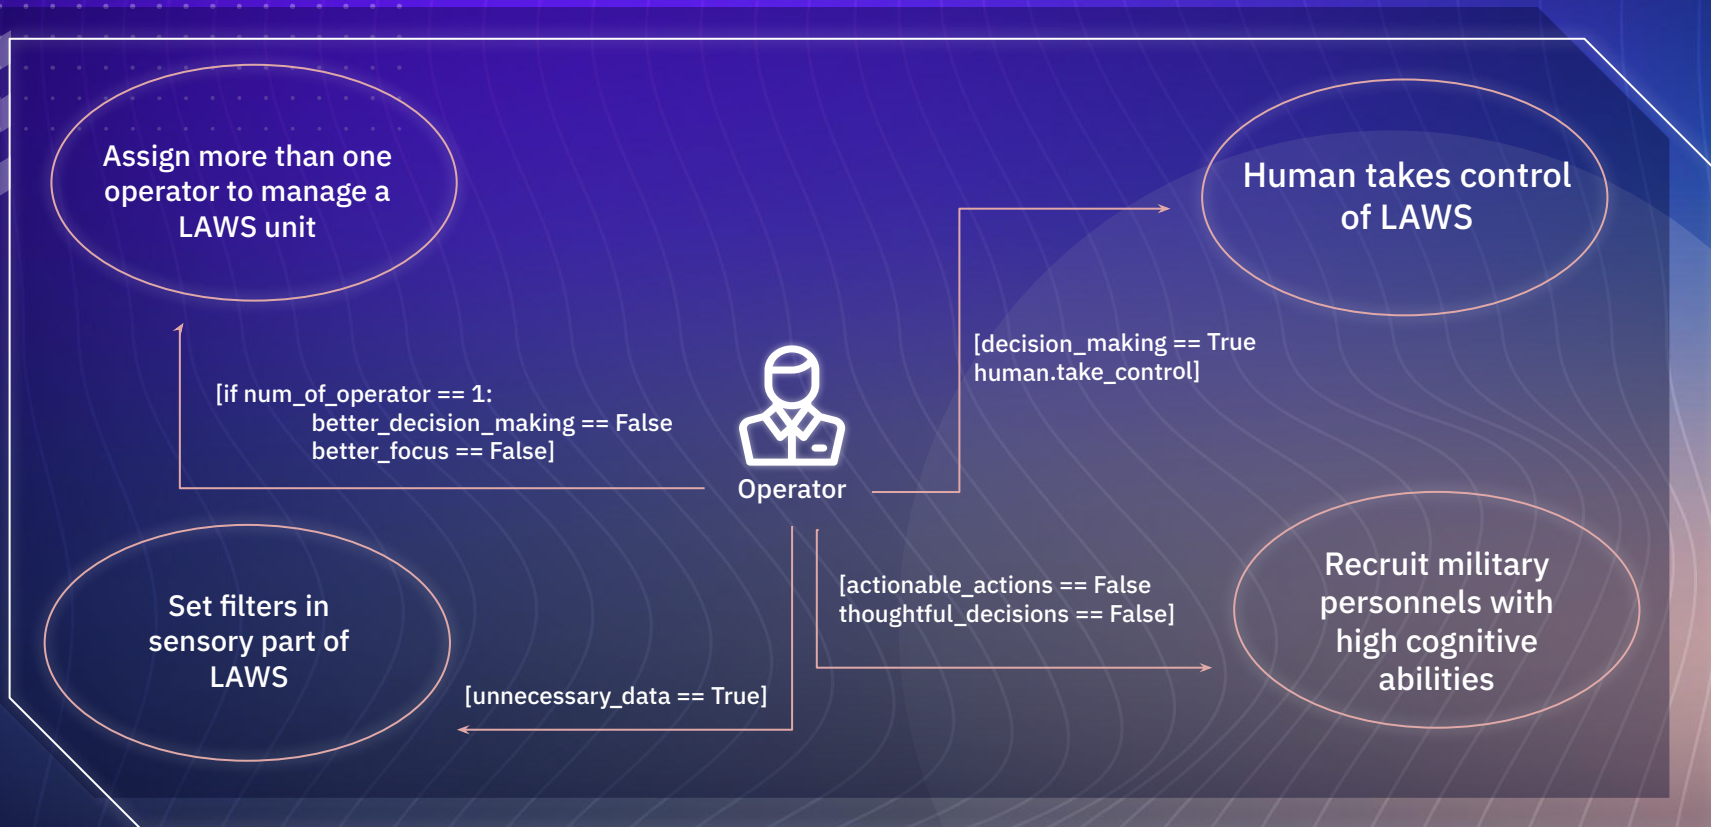 Assign more than one
operator to manage a
LAWS unit
Human takes control
of LAWS
[decision_making == True
human.take_control]
[if num_of_operator == 1:
better_decision_making == False
better_focus == False]
Operator
Set filters in
sensory part of
LAWS
[unnecessary_data == True]
[actionable_actions == False
thoughtful_decisions == False]
Recruit military
personnels with
high cognitive
abilities